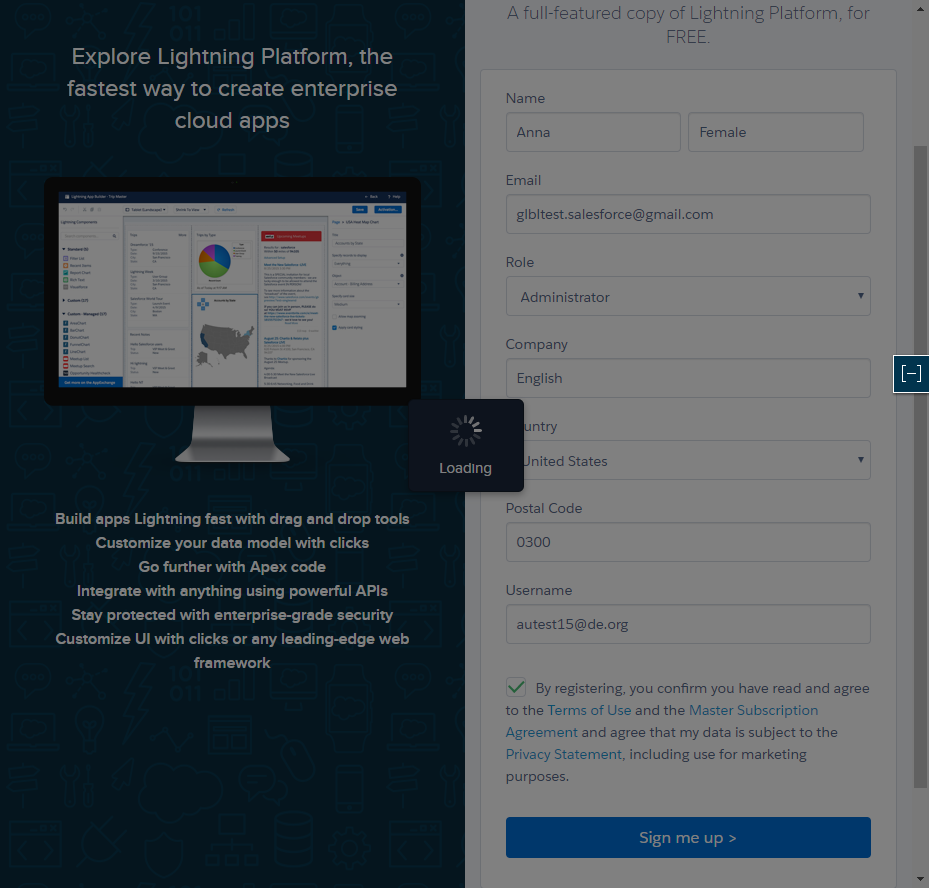 Explore Lightning Platform, the
fastest way to create enterprise
cloud apps
Build apps Lightning fast with drag and drop tools
Customize your data model with clicks
Go further with Apex code
Integrate with anything using powerful APIs
Stay protected with enterprise-grade security
Customize UI with clicks or any leading-edge web
framework
Loading
A full-featured copy of Lightning Platform, for
FREE.
Name
Anna Female
Email
glbltest.salesforce@gmail.com
Role
Administrator
Company
English
untry
United States
Postal Code
0300
Username
autest15@de.org
By registering, you confirm you have read and agree
to the Terms of Use and the Master Subscription
Agreement and agree that my data is subject to the
Privacy Statement, including use for marketing
purposes.
Sign me up >